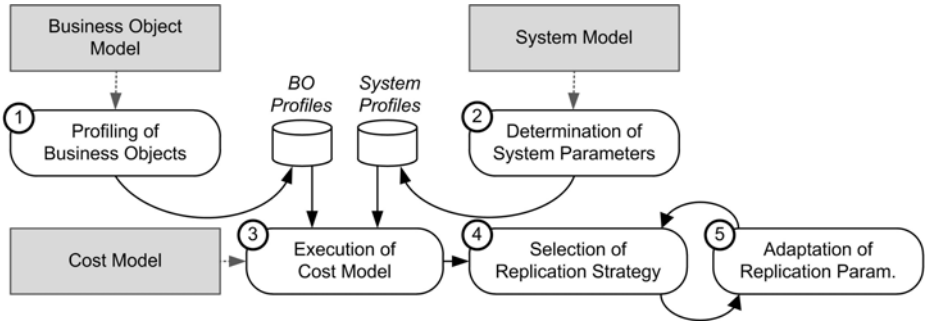 Business Object
Model
System Model
BO
Profiles
System
Profiles
1
Profiling of
Business Objects
2
Determination of
System Parameters
Cost Model
3
Execution of
Cost Model
4
Selection of
Replication Strategy
5
Adaptation of
Replication Param.